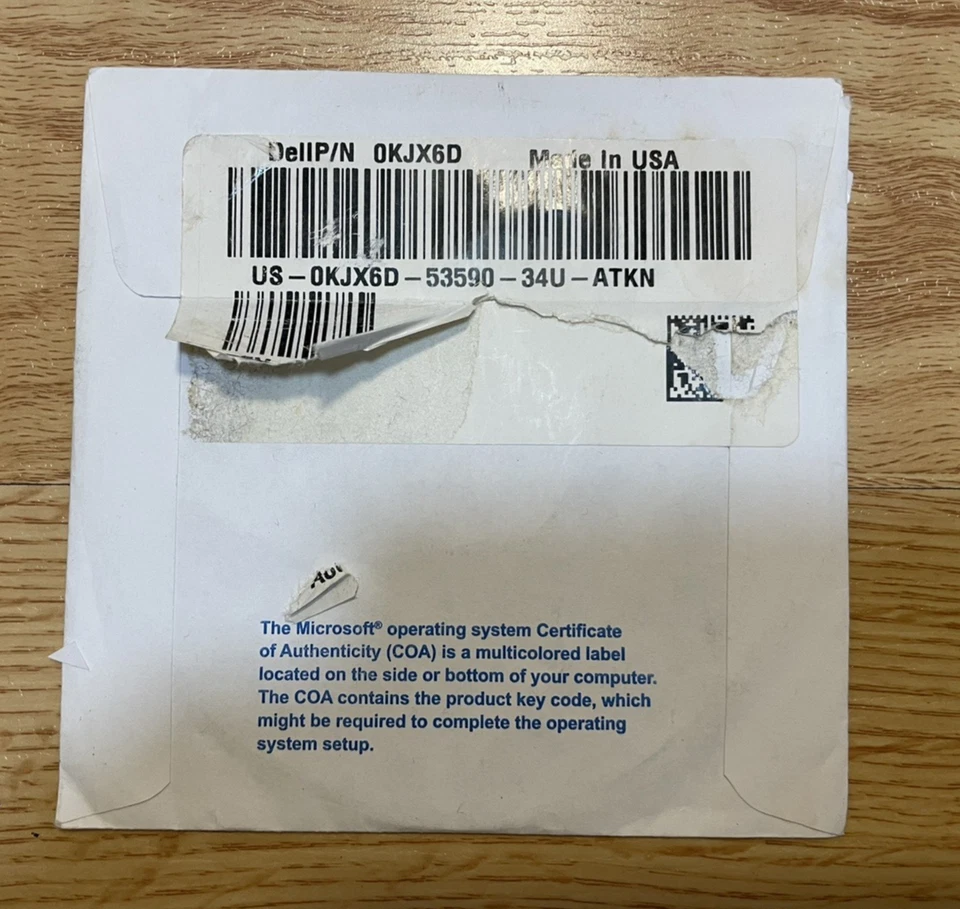 DellP/N 0KJX6D Made In USA
US-0KJX6D-53590-34U-ATKN
The Microsoft® operating system Certificate
of Authenticity (COA) is a multicolored label
located on the side or bottom of your computer.
The COA contains the product key code, which
might be required to complete the operating
system setup.